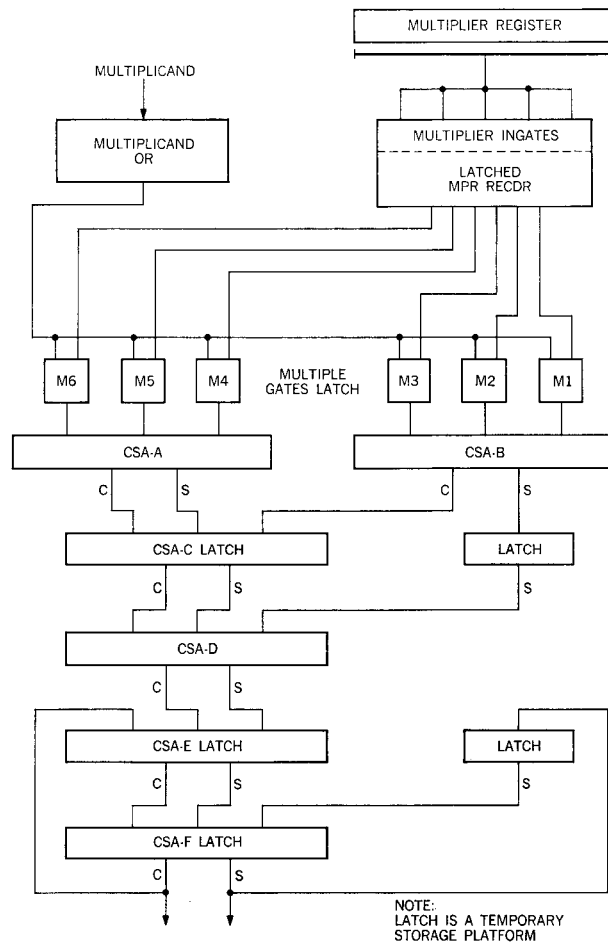 MULTIPLIER REGISTER
MULTIPLICAND
MULTIPLICAND
OR
MULTIPLIER INGATES
LATCHED
MPR RECDR
M6
M5
M4
MULTIPLE
GATES LATCH
M3
M2
M1
CSA-A
CSA-B
C
S
C
S
CSA-C LATCH
LATCH
C
S
S
CSA-D
C
S
CSA-E LATCH
LATCH
C
S
S
CSA-F LATCH
C
S
NOTE:
LATCH IS A TEMPORARY
STORAGE PLATFORM